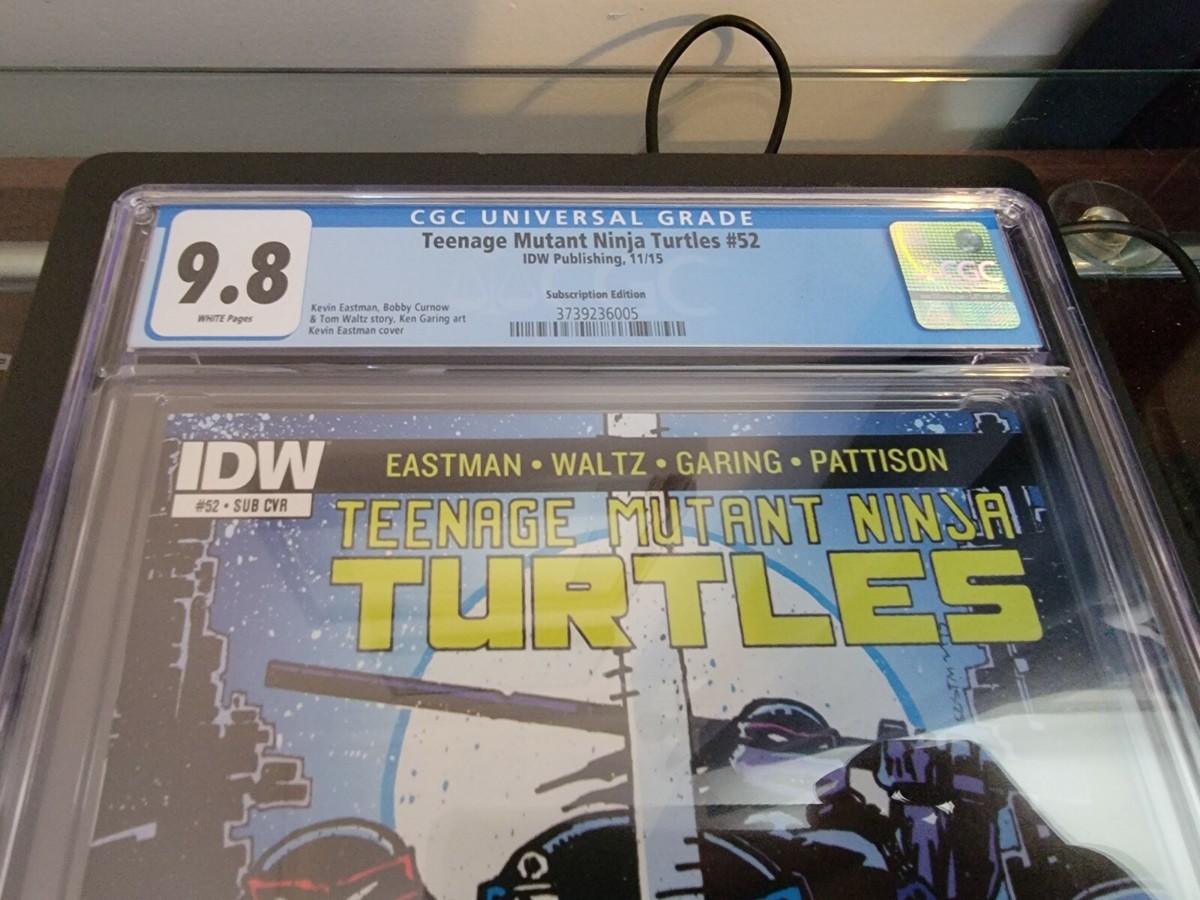 CGC UNIVERSAL GRADE
9.8
WHITE Pages
Teenage Mutant Ninja Turtles #52
IDW Publishing, 11/15
Subscription Edition
3739236005
Kevin Eastman, Bobby Curnow
& Tom Waltz story, Ken Garing art
Kevin Eastman cover
CGC
IDW
#52 • SUB CVR
EASTMAN • WALTZ • GARING • PATTISON
TEENAGE MUTANT NINJA
TURTLES